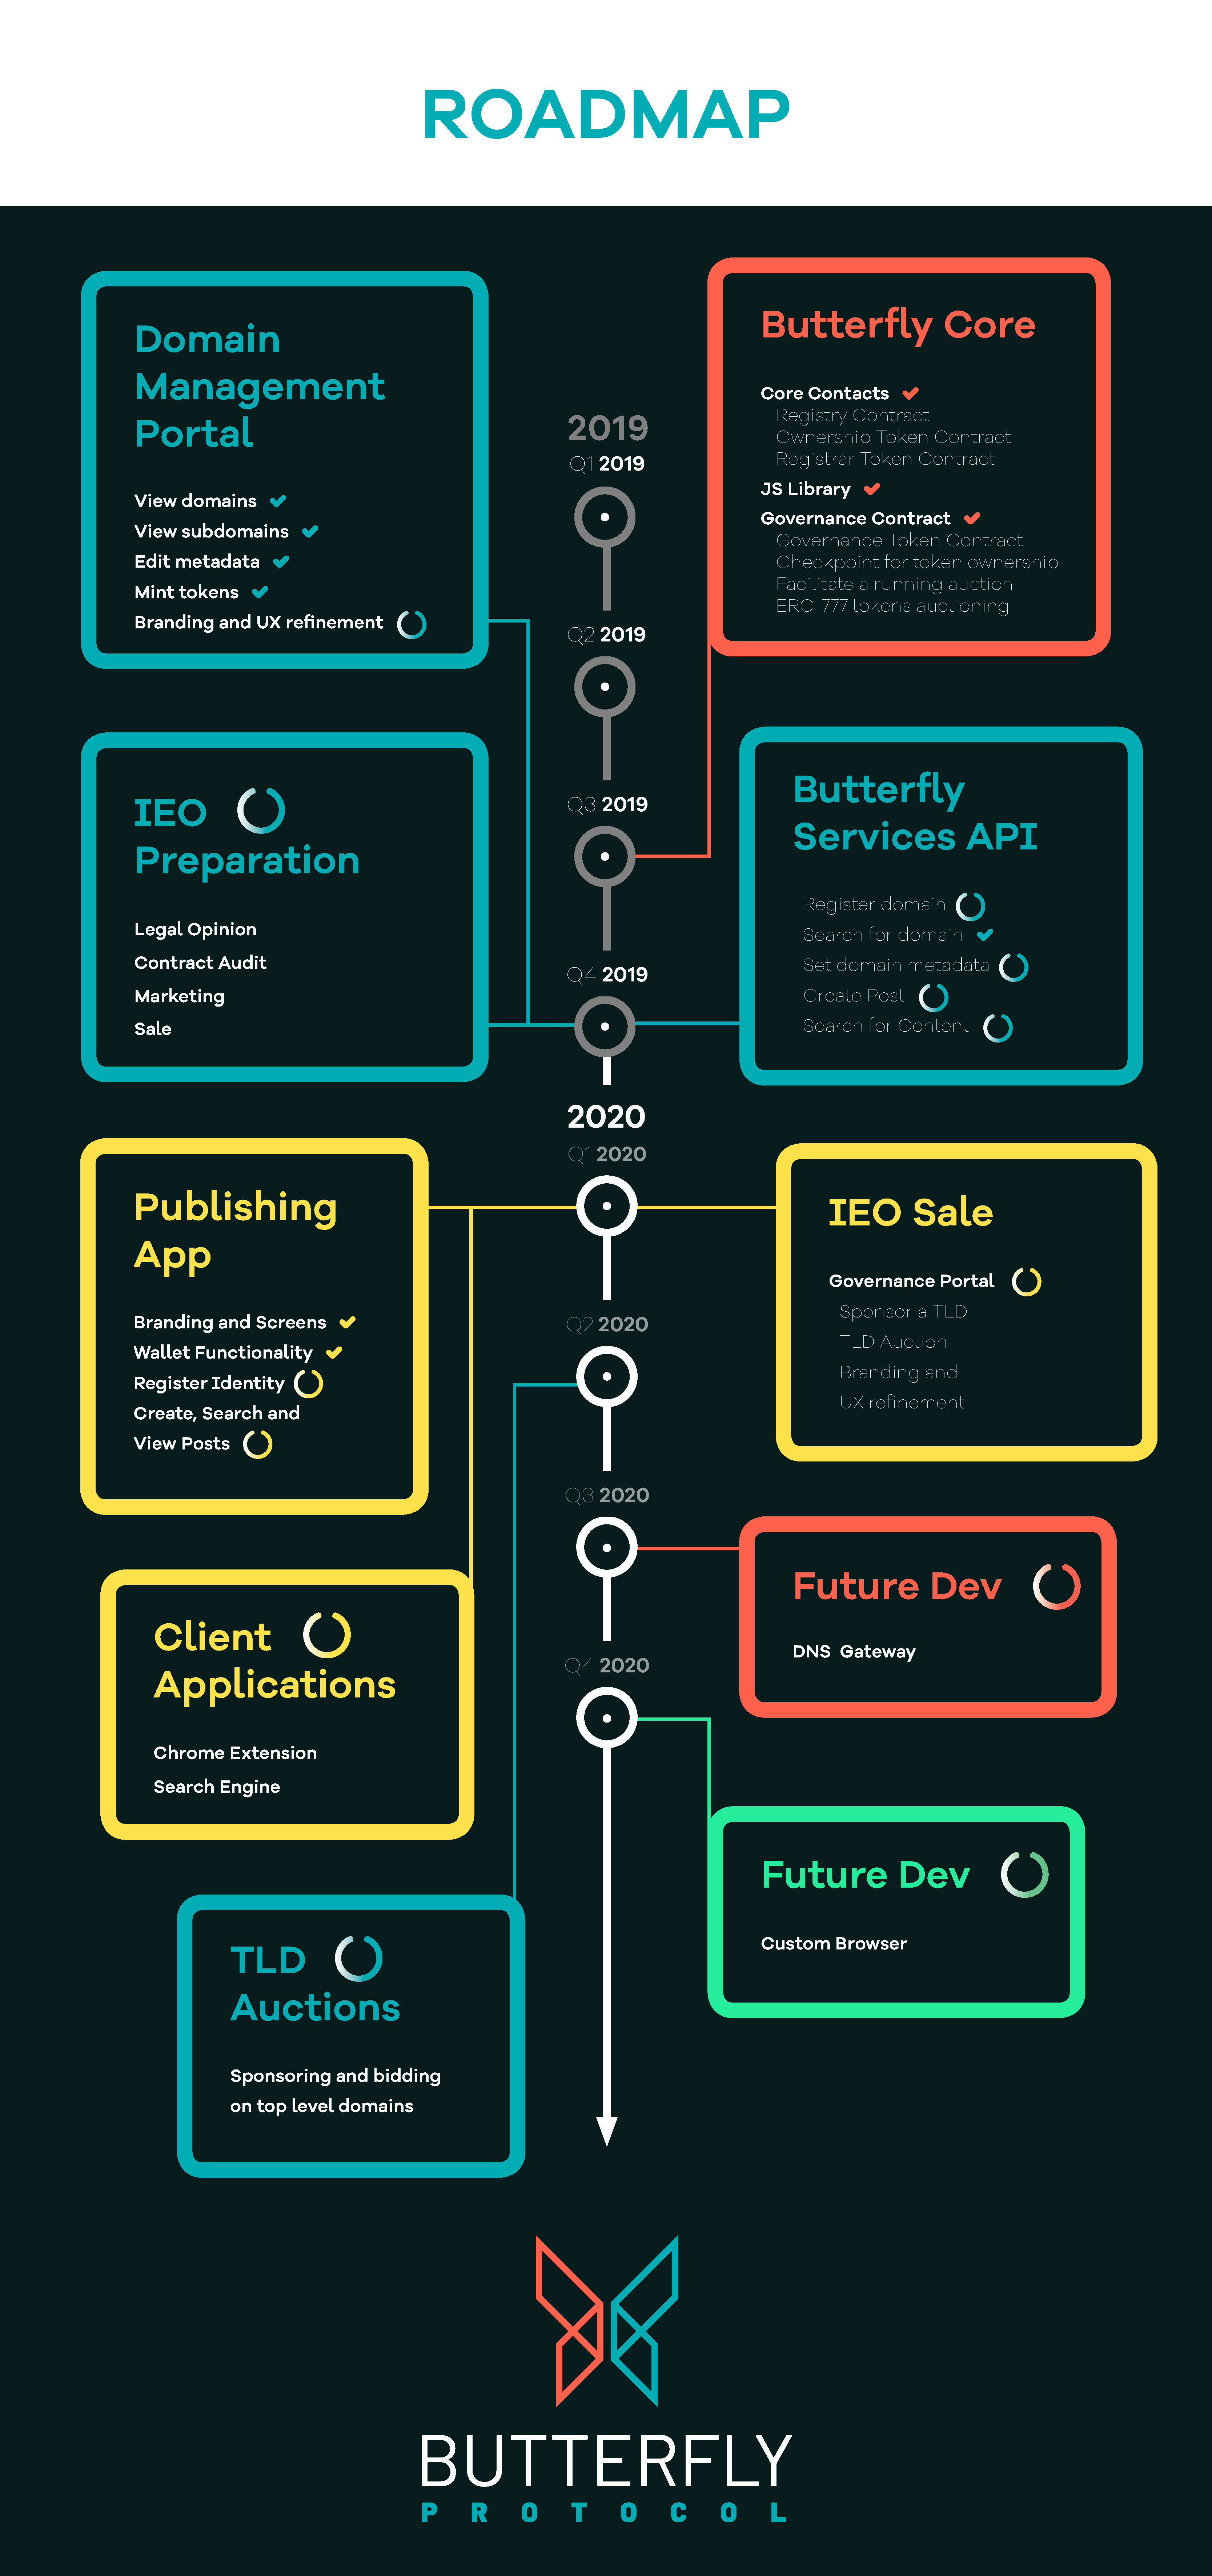 ROADMAP
Domain
Management
Portal
View domains
View subdomains
Edit metadata
Mint tokens
Branding and UX refinement
Butterfly Core
Core Contacts
Registry Contract
Ownership Token Contract
Registrar Token Contract
JS Library
Governance Contract
Governance Token Contract
Checkpoint for token ownership
Facilitate a running auction
ERC-777 tokens auctioning
2019
Q1 2019
Q2 2019
Q3 2019
Q4 2019
IEO
Preparation
Legal Opinion
Contract Audit
Marketing
Sale
Butterfly
Services API
Register domain
Search for domain
Set domain metadata
Create Post
Search for Content
2020
Q1 2020
Q2 2020
Q3 2020
Q4 2020
Publishing
App
Branding and Screens
Wallet Functionality
Register Identity
Create, Search and
View Posts
IEO Sale
Governance Portal
Sponsor a TLD
TLD Auction
Branding and
UX refinement
Client
Applications
Chrome Extension
Search Engine
Future Dev
DNS Gateway
TLD
Auctions
Sponsoring and bidding
on top level domains
Future Dev
Custom Browser
BUTTERFLY
PROTOCOL